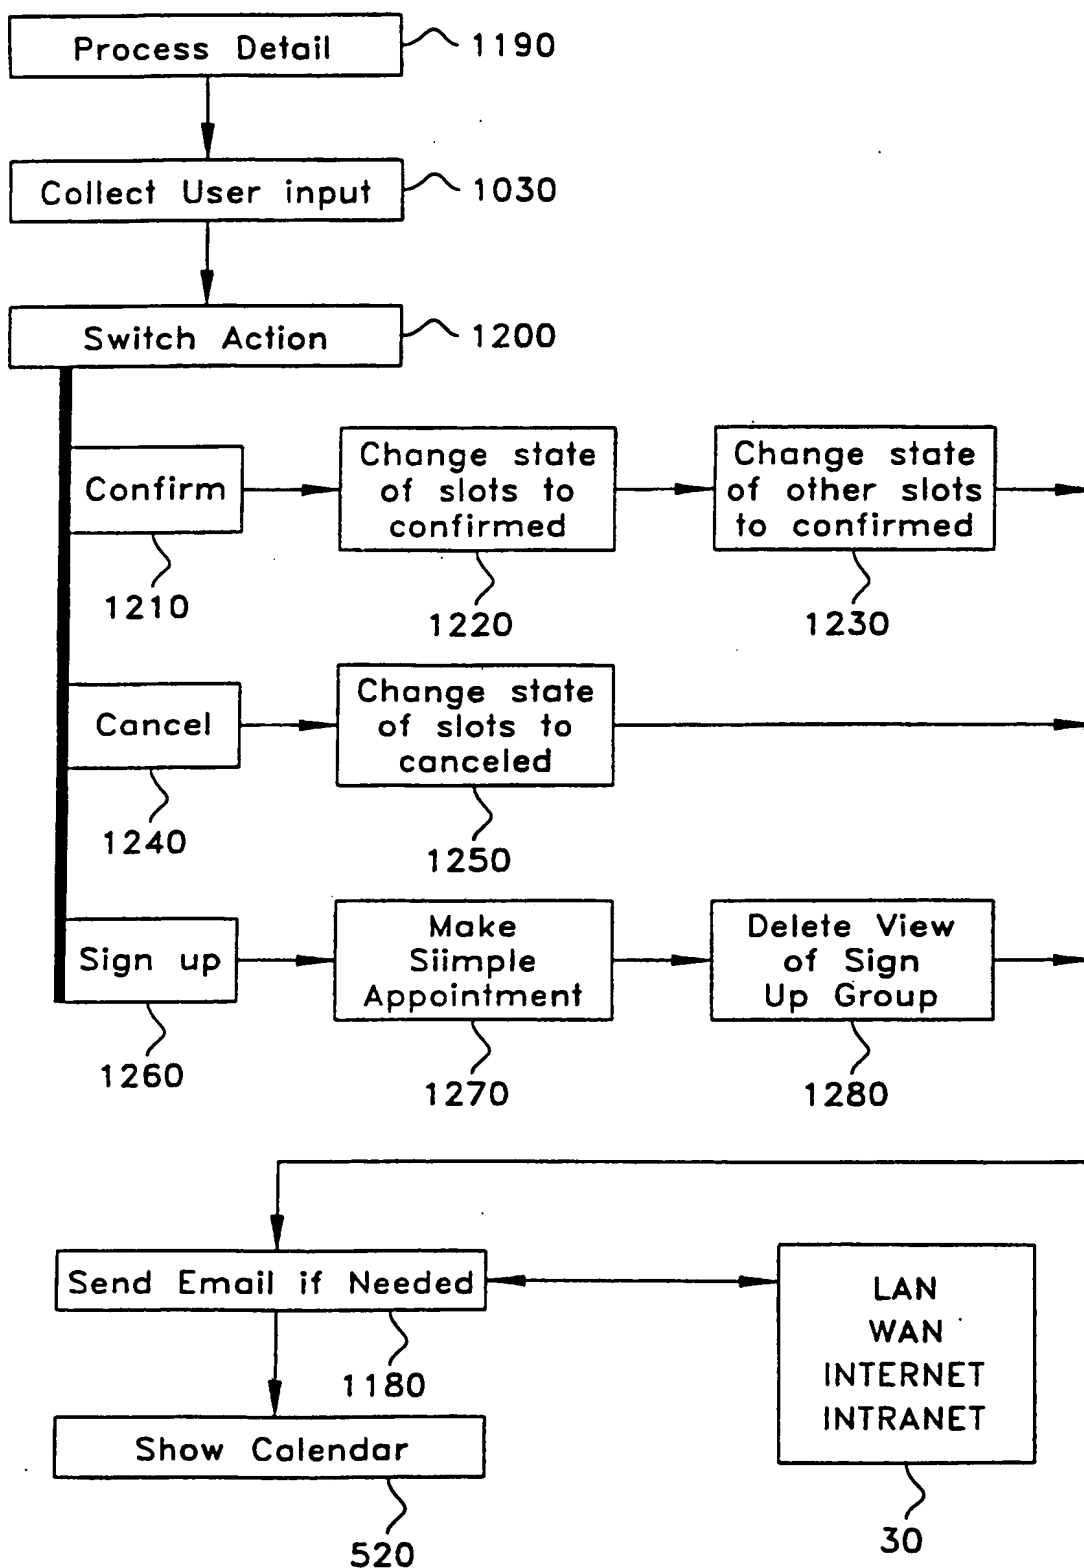 Process Detail
1190
Collect User input
1030
Switch Action
1200
Confirm
1210
Change state
of slots to
confirmed
1220
Change state
of other slots
to confirmed
1230
Cancel
1240
Change state
of slots to
canceled
1250
Sign up
1260
Make
Siimple
Appointment
1270
Delete View
of Sign
Up Group
1280
Send Email if Needed
1180
LAN
WAN
INTERNET
INTRANET
30
Show Calendar
520